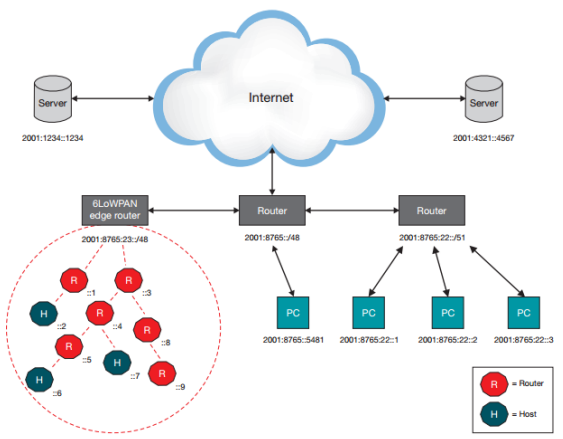 Internet
Server
Server
2001:1234::1234
2001:4321::4567
6LoWPAN
edge router
Router
Router
2001:8765:23::/48
2001:8765::/48
2001:8765:22::/51
R
::1
R
::3
H
::2
R
::4
R
::8
R
::5
H
::7
R
::9
H
::6
PC
PC
PC
PC
2001:8765::5481
2001:8765:22::1
2001:8765:22::2
2001:8765:22::3
R = Router
H = Host